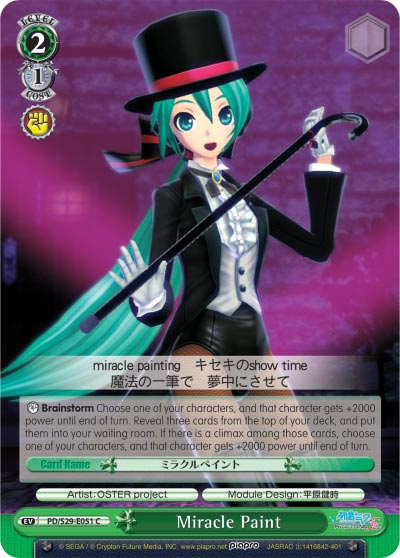 LEVEL
2
1
COST
miracle painting キセキのshow time
魔法の一筆で 夢中にさせて
Brainstorm Choose one of your characters, and that character gets +2000
power until end of turn. Reveal three cards from the top of your deck, and put
them into your waiting room. If there is a climax among those cards, choose
one of your characters, and that character gets +2000 power until end of turn.
Card Name ミラクルペイント
Artist:OSTER project Module Design:平原健時
EV PD/S29-E051 C Miracle Paint 初音ミク
© SEGA / © Crypton Future Media, INC. www.piapro.net piapro JASRAC 出1415842-401